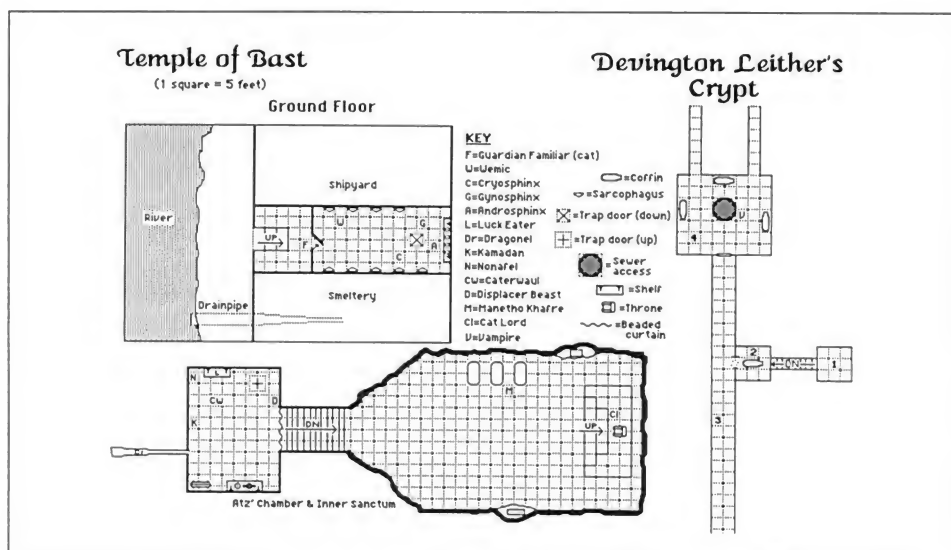 Temple of Bast
(1 square = 5 feet)
Ground Floor
Shipyard
River
UP
F
W
G
A
C
Smeltery
Drainpipe
KEY
F=Guardian Familiar (cat)
W=Wemic
C=Cryosphinx
G=Gynosphinx
A=Androsphinx
L=Luck Eater
Dr=Dragonel
K=Kamadan
N=Nonafel
CW=Caterwaul
D=Displacer Beast
M=Manetho Khafre
Cl=Cat Lord
V=Vampire
=Coffin
=Sarcophagus
=Trap door (down)
=Trap door (up)
=Sewer
access
=Shelf
=Throne
=Beaded
curtain
N
L
CW
D
K
DN
M
Cl
UP
Atz' Chamber & Inner Sanctum
Devington Leither's
Crypt
V
4
2
DN
1
3